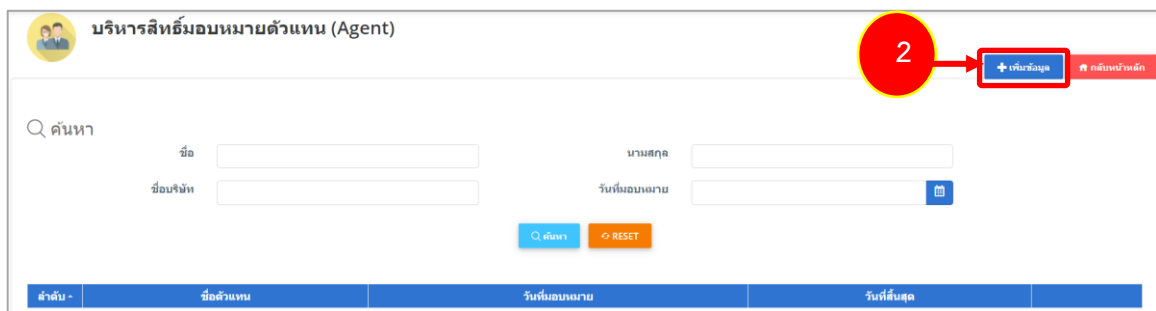 บริหารสิทธิ์มอบหมายตัวแทน (Agent)
2
เพิ่มข้อมูล กลับหน้าหลัก
ค้นหา
ชื่อ นามสกุล
ชื่อบริษัท วันที่มอบหมาย
ค้นหา RESET
ลำดับ ชื่อตัวแทน วันที่มอบหมาย วันที่สิ้นสุด